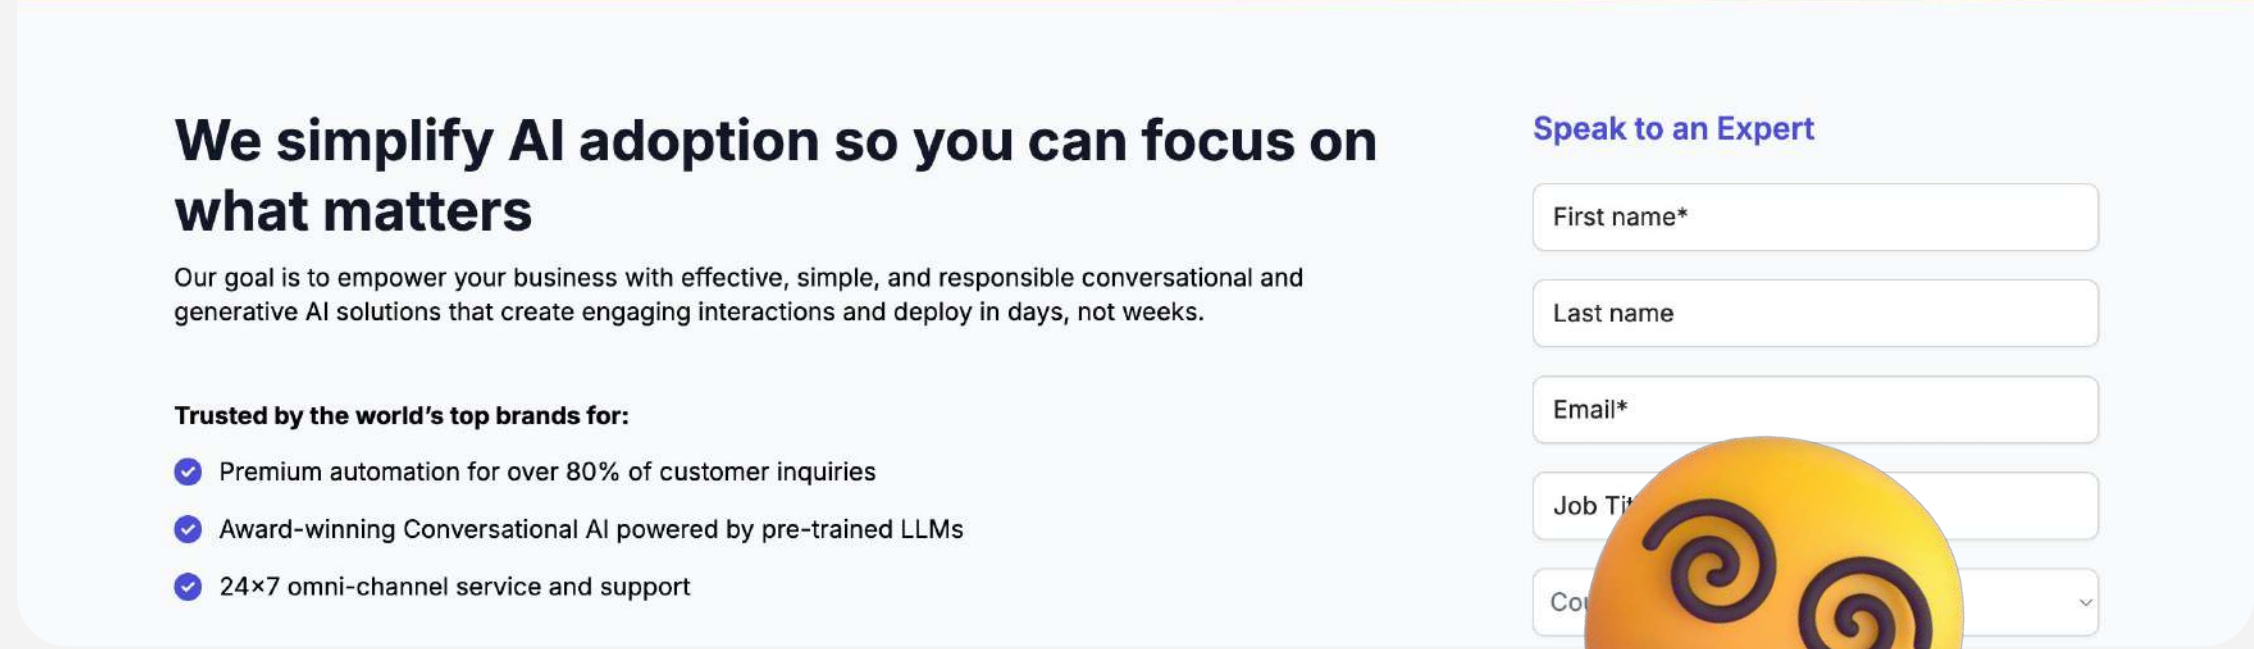 We simplify AI adoption so you can focus on
what matters
Our goal is to empower your business with effective, simple, and responsible conversational and
generative AI solutions that create engaging interactions and deploy in days, not weeks.
Trusted by the world’s top brands for:
Premium automation for over 80% of customer inquiries
Award-winning Conversational AI powered by pre-trained LLMs
24×7 omni-channel service and support
Speak to an Expert
First name*
Last name
Email*
Job